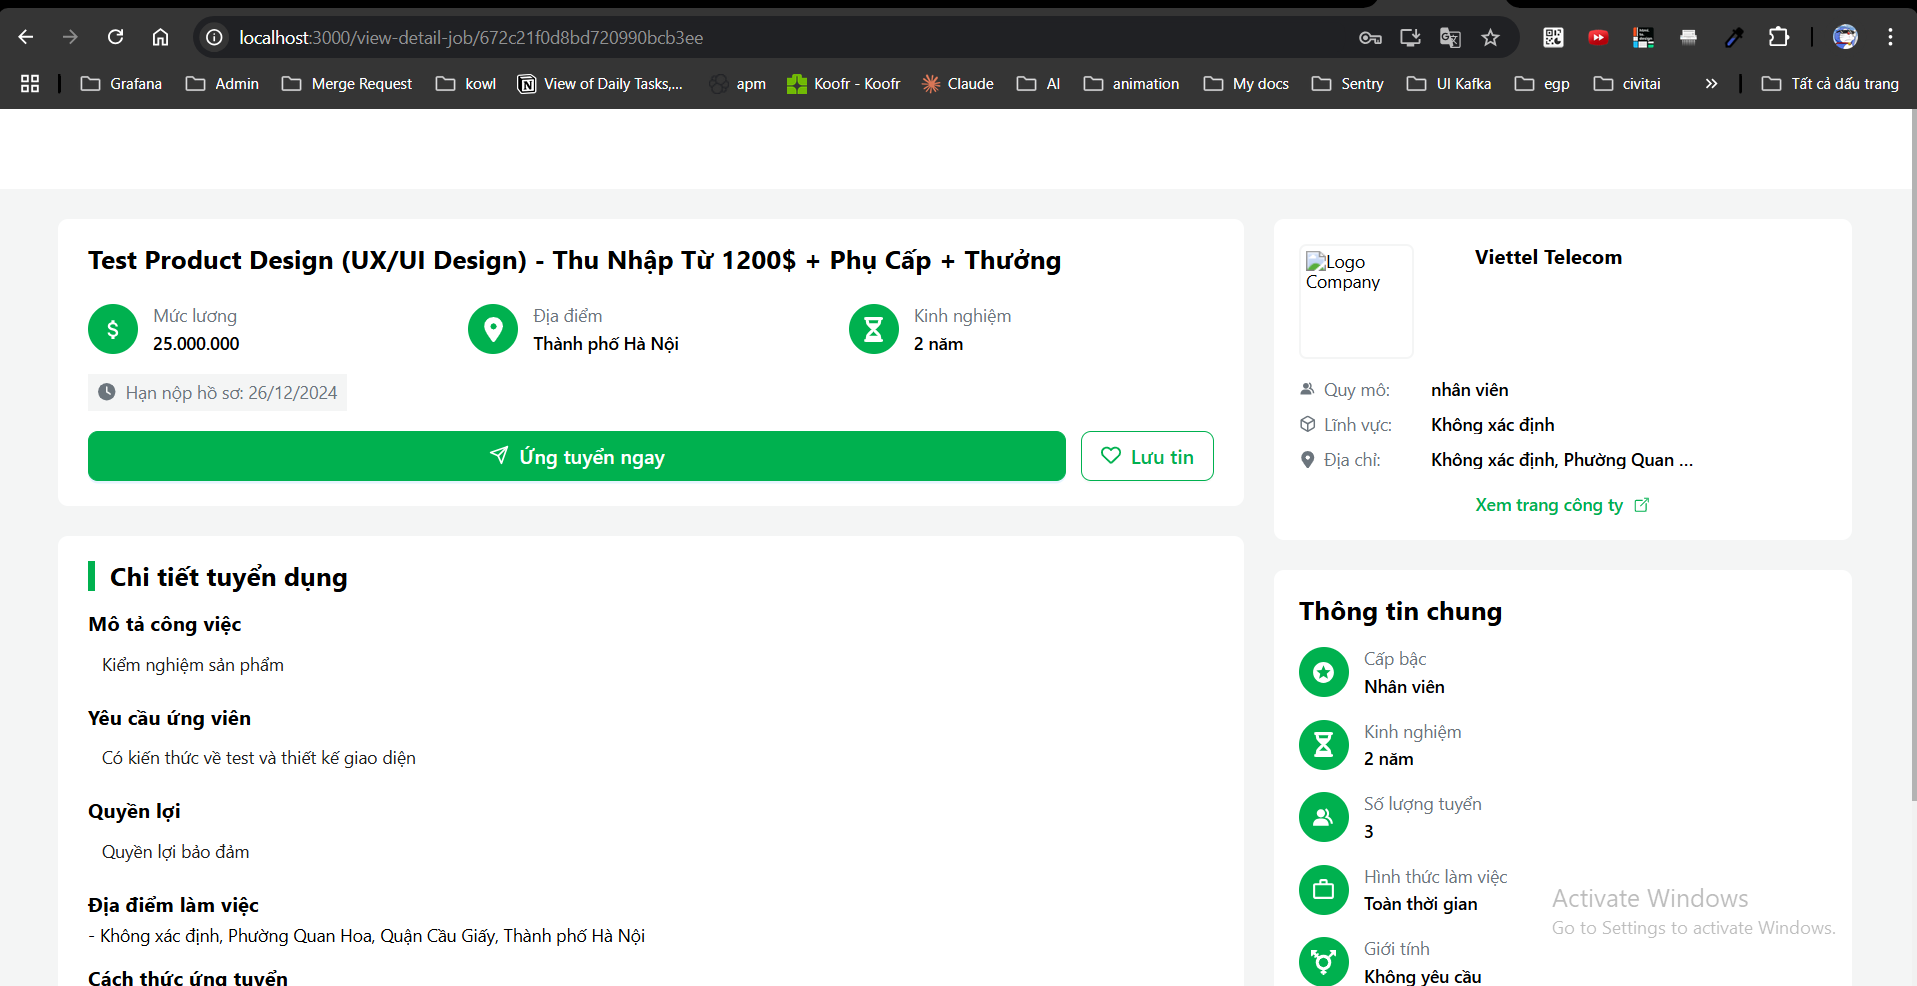 localhost:3000/view-detail-job/672c21f0d8bd720990bcb3ee
Grafana Admin Merge Request kowl View of Daily Tasks,... apm Koofr - Koofr Claude AI animation My docs Sentry UI Kafka egp civitai » Tất cả dấu trang
Test Product Design (UX/UI Design) - Thu Nhập Từ 1200$ + Phụ Cấp + Thưởng
Mức lương
25.000.000
Địa điểm
Thành phố Hà Nội
Kinh nghiệm
2 năm
Hạn nộp hồ sơ: 26/12/2024
Ứng tuyển ngay
Lưu tin
Chi tiết tuyển dụng
Mô tả công việc
Kiểm nghiệm sản phẩm
Yêu cầu ứng viên
Có kiến thức về test và thiết kế giao diện
Quyền lợi
Quyền lợi bảo đảm
Địa điểm làm việc
- Không xác định, Phường Quan Hoa, Quận Cầu Giấy, Thành phố Hà Nội
Cách thức ứng tuyển
Logo
Company
Viettel Telecom
Quy mô: nhân viên
Lĩnh vực: Không xác định
Địa chỉ: Không xác định, Phường Quan ...
Xem trang công ty
Thông tin chung
Cấp bậc
Nhân viên
Kinh nghiệm
2 năm
Số lượng tuyển
3
Hình thức làm việc
Toàn thời gian
Giới tính
Không yêu cầu
Activate Windows
Go to Settings to activate Windows.